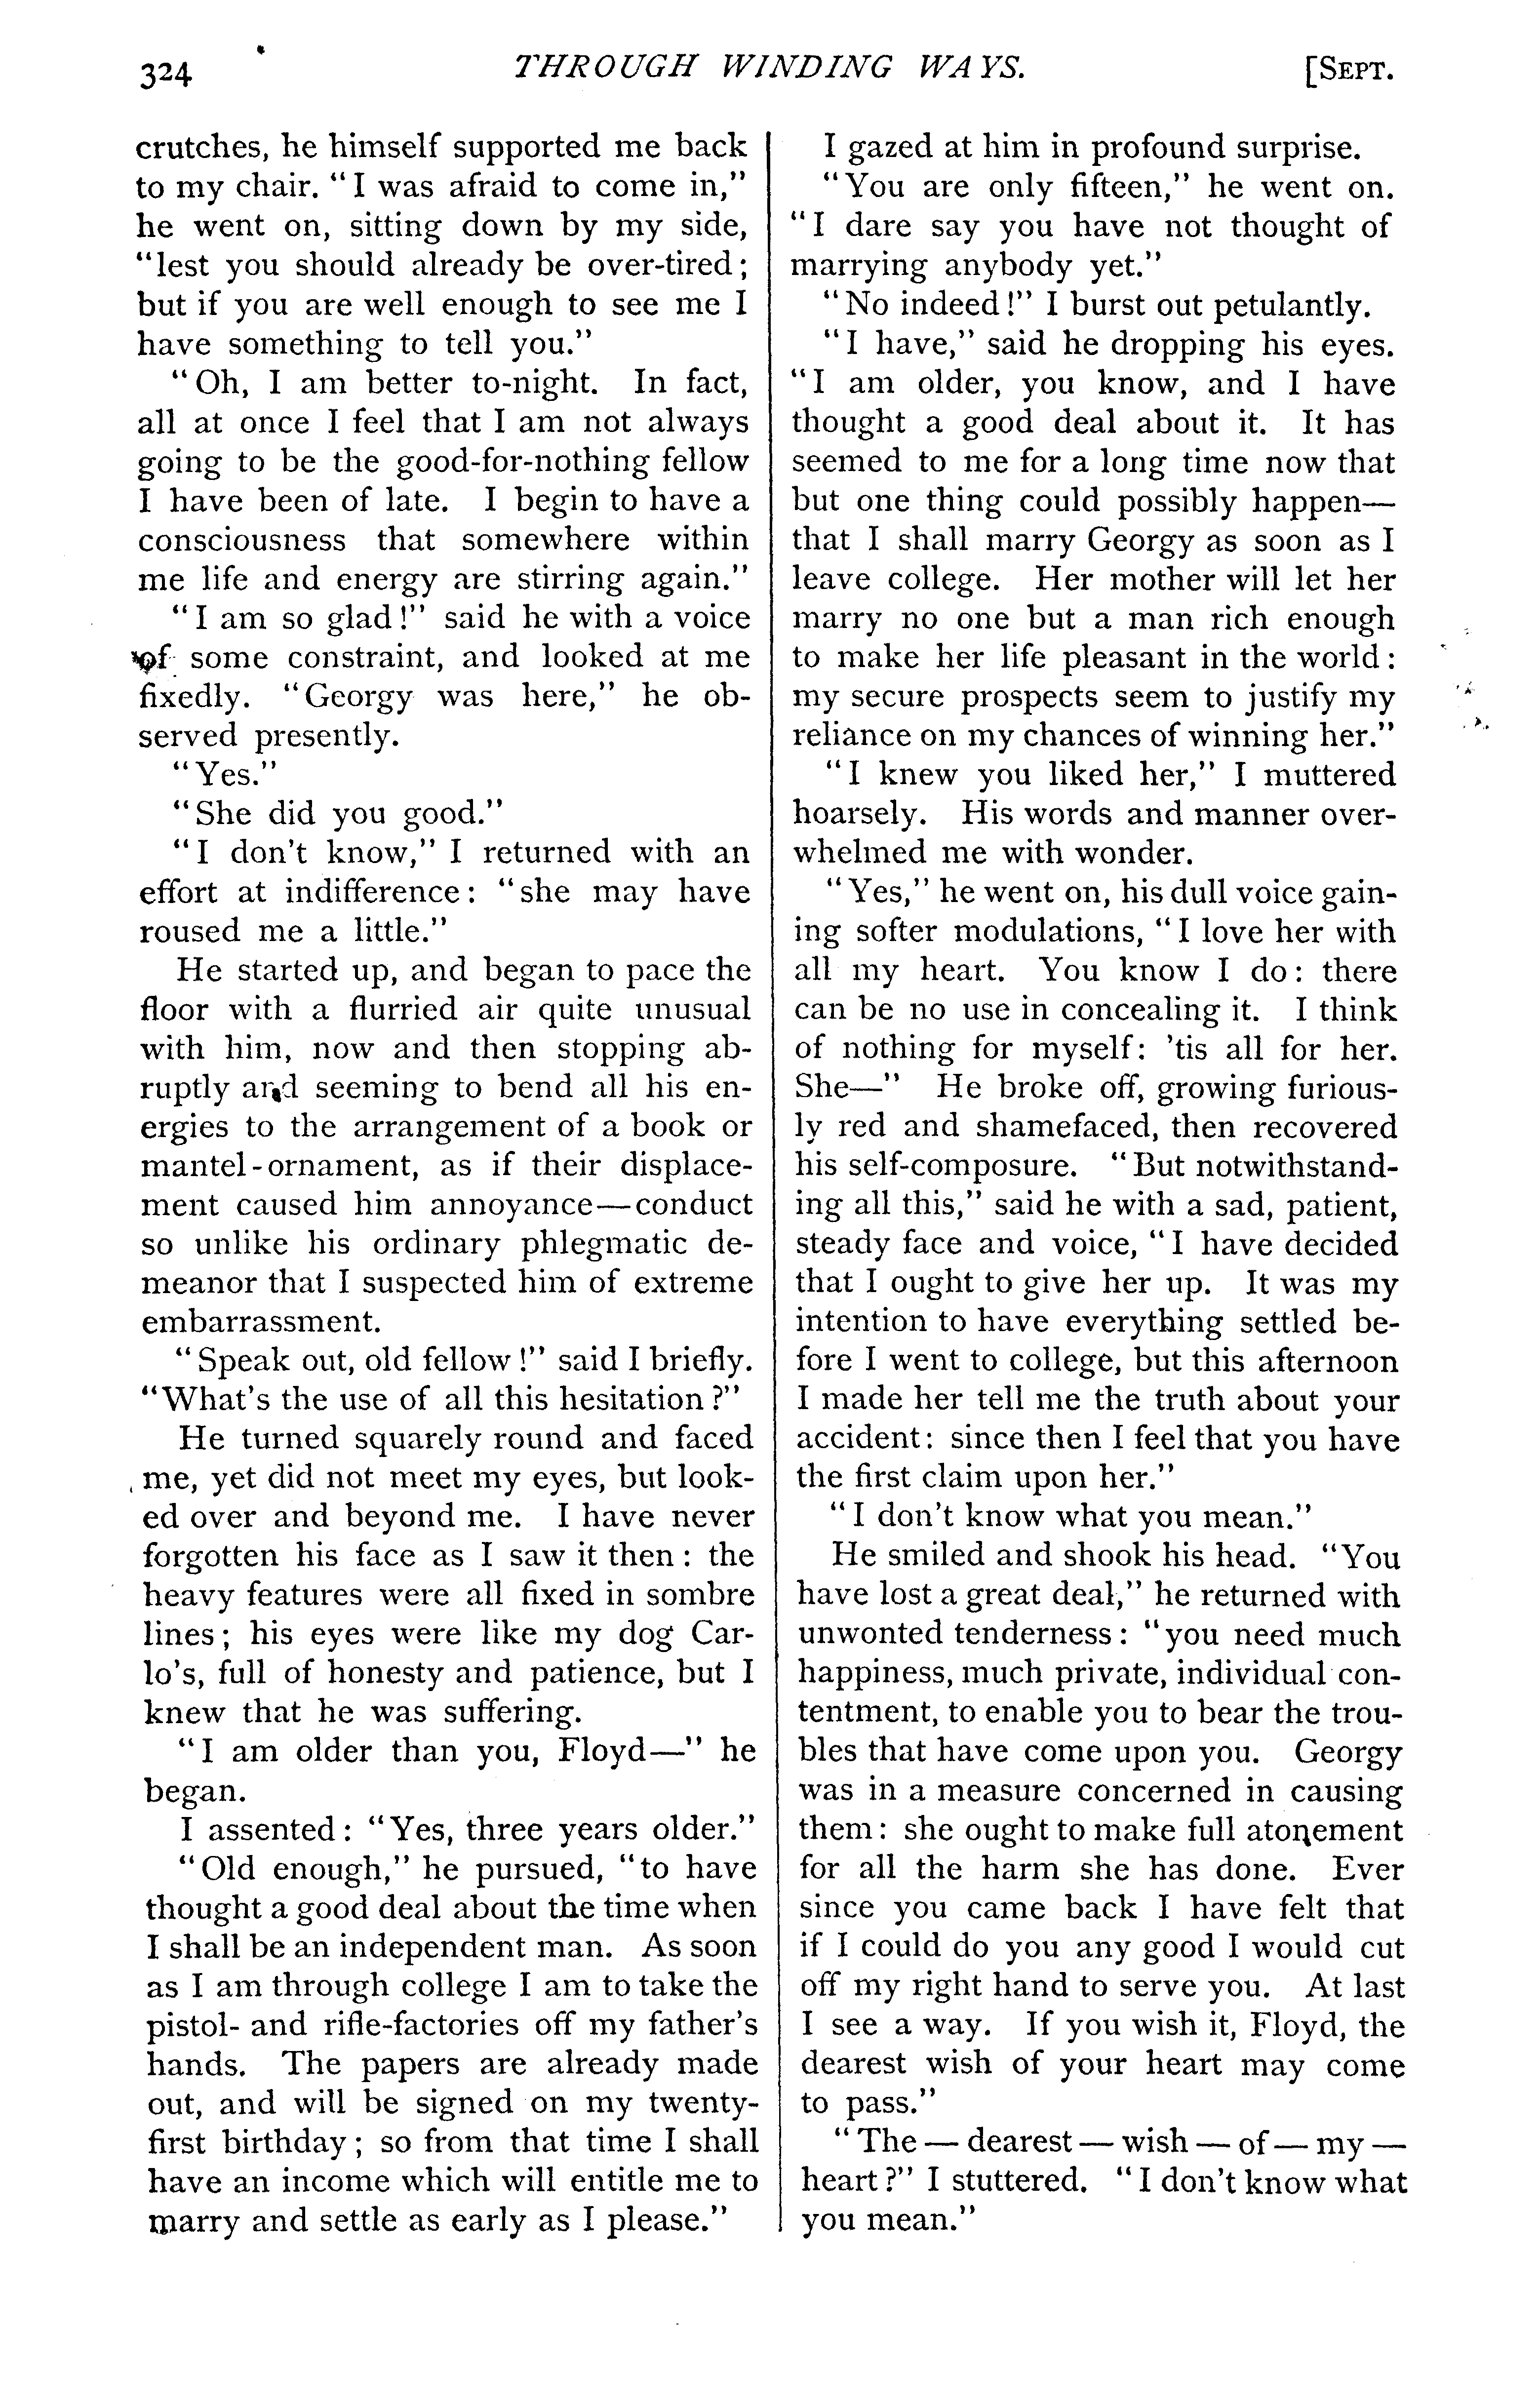 324 THROUGH WINDING WAYS. [SEPT.
crutches, he himself supported me back
to my chair. "I was afraid to come in,"
he went on, sitting down by my side,
"lest you should already be over-tired;
but if you are well enough to see me I
have something to tell you."
"Oh, I am better to-night. In fact,
all at once I feel that I am not always
going to be the good-for-nothing fellow
I have been of late. I begin to have a
consciousness that somewhere within
me life and energy are stirring again."
"I am so glad!" said he with a voice
of some constraint, and looked at me
fixedly. "Georgy was here," he ob-
served presently.
"Yes."
"She did you good."
"I don't know," I returned with an
effort at indifference: "she may have
roused me a little."
He started up, and began to pace the
floor with a flurried air quite unusual
with him, now and then stopping ab-
ruptly and seeming to bend all his en-
ergies to the arrangement of a book or
mantel-ornament, as if their displace-
ment caused him annoyance—conduct
so unlike his ordinary phlegmatic de-
meanor that I suspected him of extreme
embarrassment.
"Speak out, old fellow!" said I briefly.
"What's the use of all this hesitation?"
He turned squarely round and faced
me, yet did not meet my eyes, but look-
ed over and beyond me. I have never
forgotten his face as I saw it then: the
heavy features were all fixed in sombre
lines; his eyes were like my dog Car-
lo's, full of honesty and patience, but I
knew that he was suffering.
"I am older than you, Floyd—" he
began.
I assented: "Yes, three years older."
"Old enough," he pursued, "to have
thought a good deal about the time when
I shall be an independent man. As soon
as I am through college I am to take the
pistol- and rifle-factories off my father's
hands. The papers are already made
out, and will be signed on my twenty-
first birthday; so from that time I shall
have an income which will entitle me to
marry and settle as early as I please."
I gazed at him in profound surprise.
"You are only fifteen," he went on.
"I dare say you have not thought of
marrying anybody yet."
"No indeed!" I burst out petulantly.
"I have," said he dropping his eyes.
"I am older, you know, and I have
thought a good deal about it. It has
seemed to me for a long time now that
but one thing could possibly happen—
that I shall marry Georgy as soon as I
leave college. Her mother will let her
marry no one but a man rich enough
to make her life pleasant in the world:
my secure prospects seem to justify my
reliance on my chances of winning her."
"I knew you liked her," I muttered
hoarsely. His words and manner over-
whelmed me with wonder.
"Yes," he went on, his dull voice gain-
ing softer modulations, "I love her with
all my heart. You know I do: there
can be no use in concealing it. I think
of nothing for myself: 'tis all for her.
She—" He broke off, growing furious-
ly red and shamefaced, then recovered
his self-composure. "But notwithstand-
ing all this," said he with a sad, patient,
steady face and voice, "I have decided
that I ought to give her up. It was my
intention to have everything settled be-
fore I went to college, but this afternoon
I made her tell me the truth about your
accident: since then I feel that you have
the first claim upon her."
"I don't know what you mean."
He smiled and shook his head. "You
have lost a great deal," he returned with
unwonted tenderness: "you need much
happiness, much private, individual con-
tentment, to enable you to bear the trou-
bles that have come upon you. Georgy
was in a measure concerned in causing
them: she ought to make full atonement
for all the harm she has done. Ever
since you came back I have felt that
if I could do you any good I would cut
off my right hand to serve you. At last
I see a way. If you wish it, Floyd, the
dearest wish of your heart may come
to pass."
"The — dearest — wish — of — my —
heart?" I stuttered. "I don't know what
you mean."